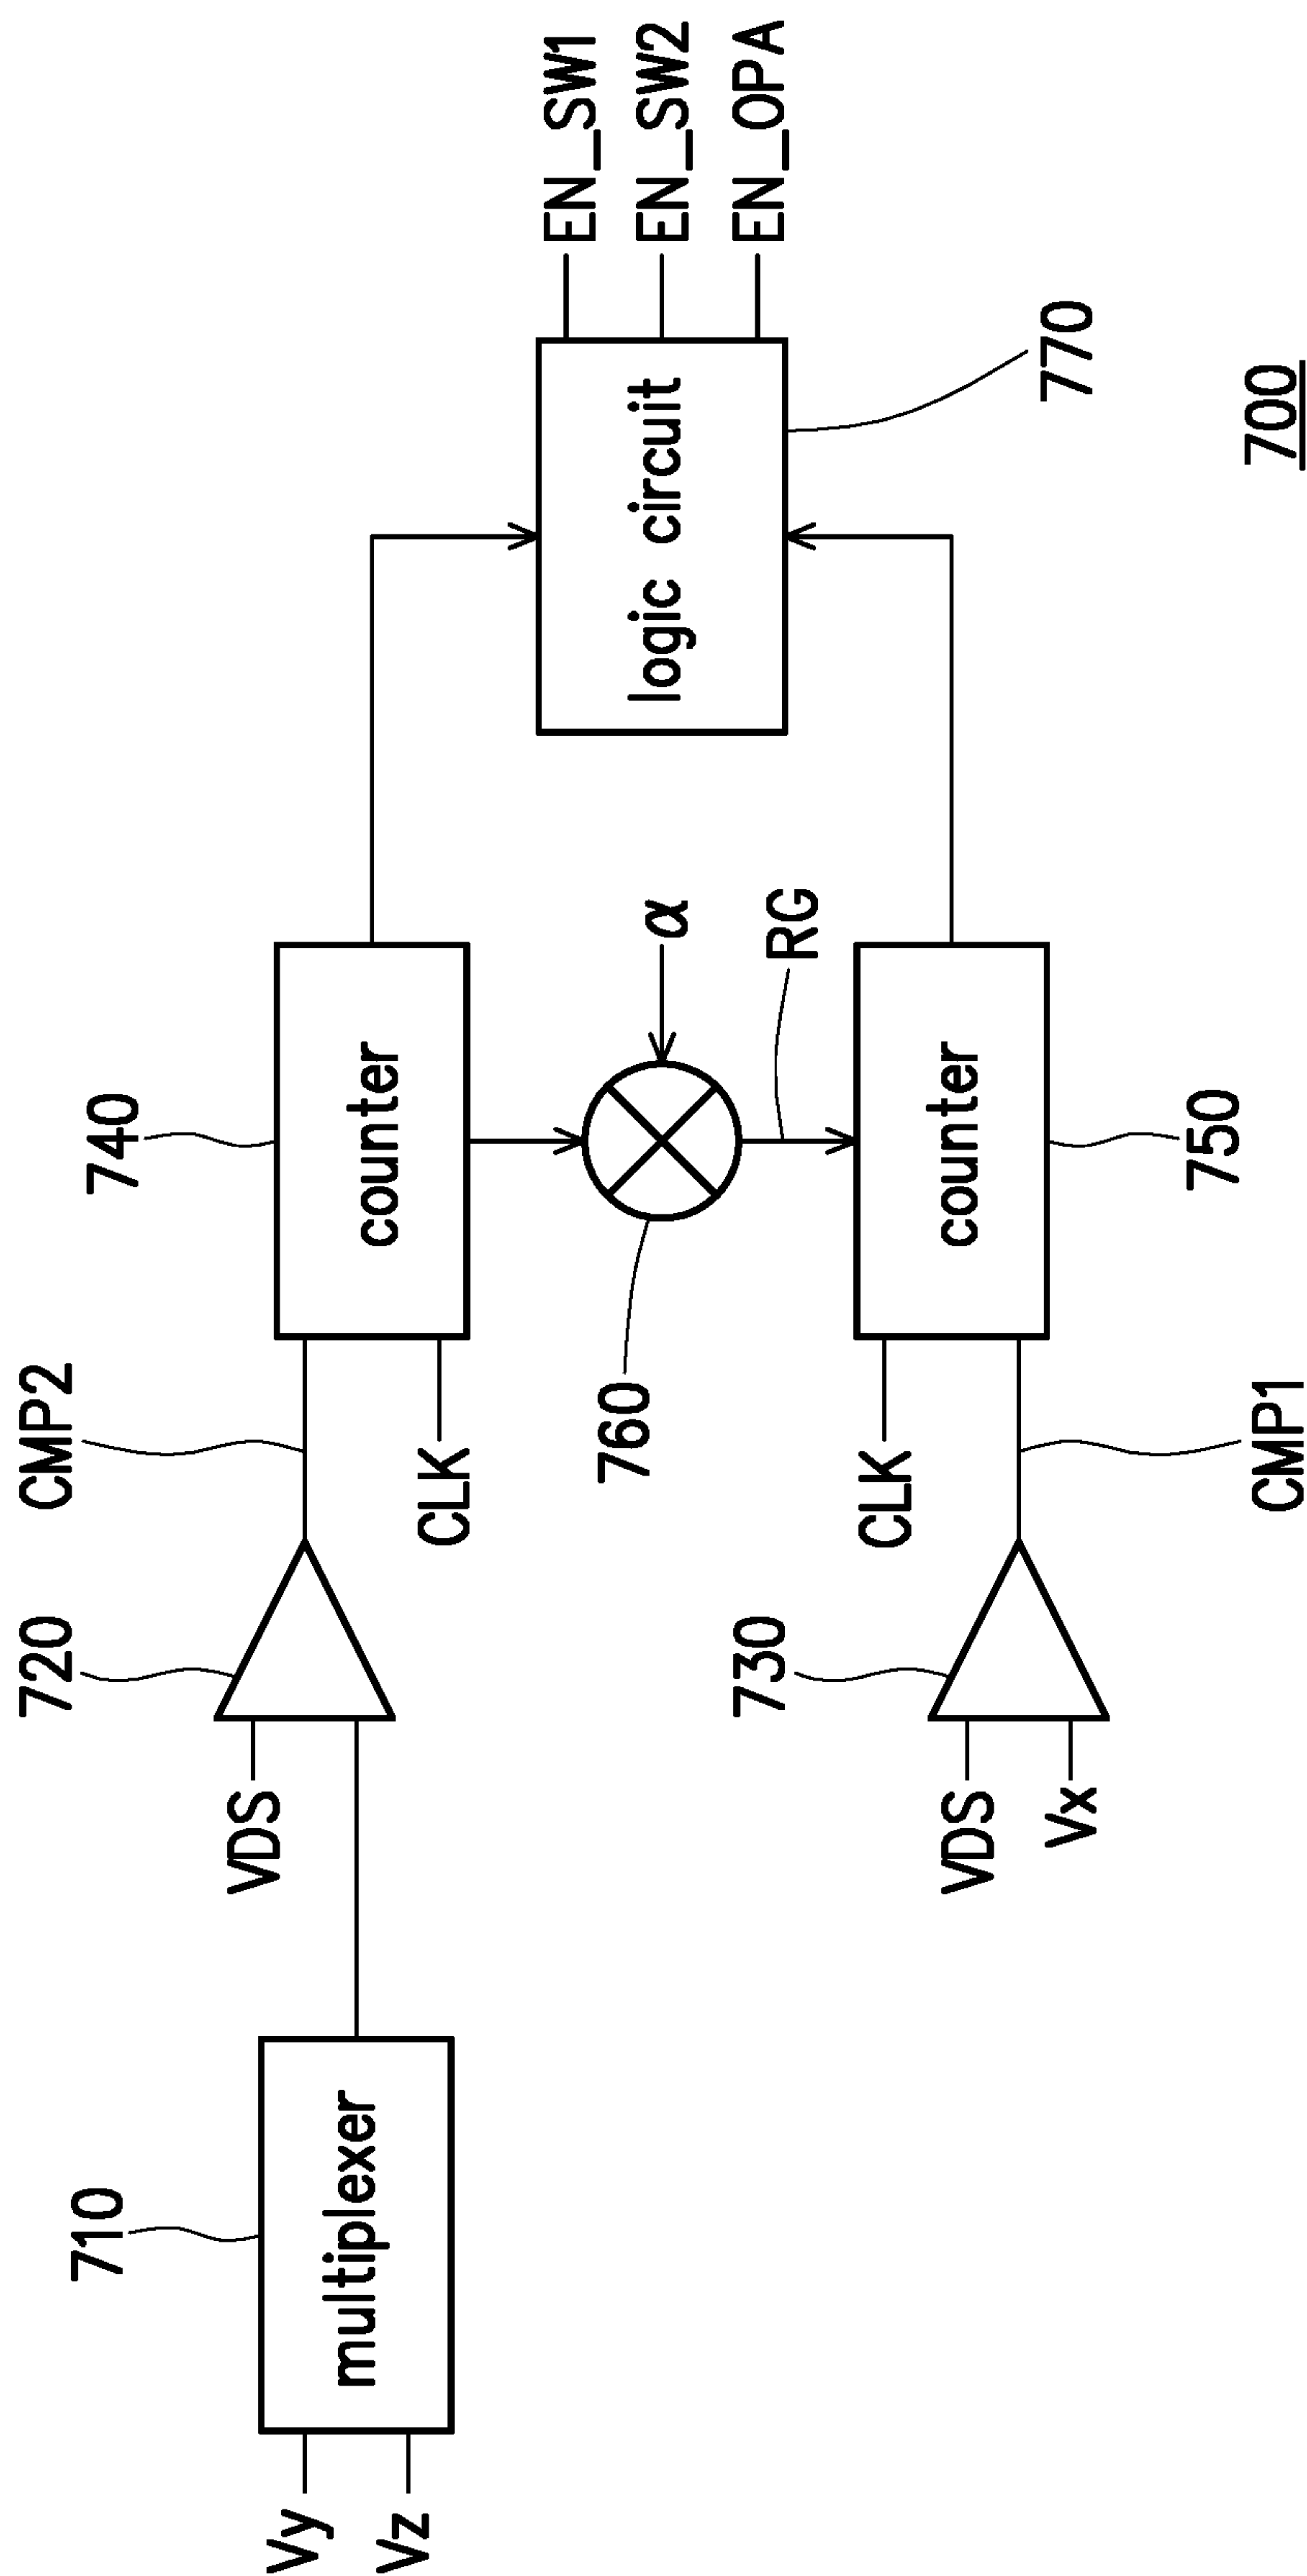 710
Vy
Vz
multiplexer
720
VDS
CMP2
CLK
740
counter
760
α
RG
730
VDS
Vx
CMP1
CLK
750
counter
logic circuit
770
EN_SW1
EN_SW2
EN_OPA
700